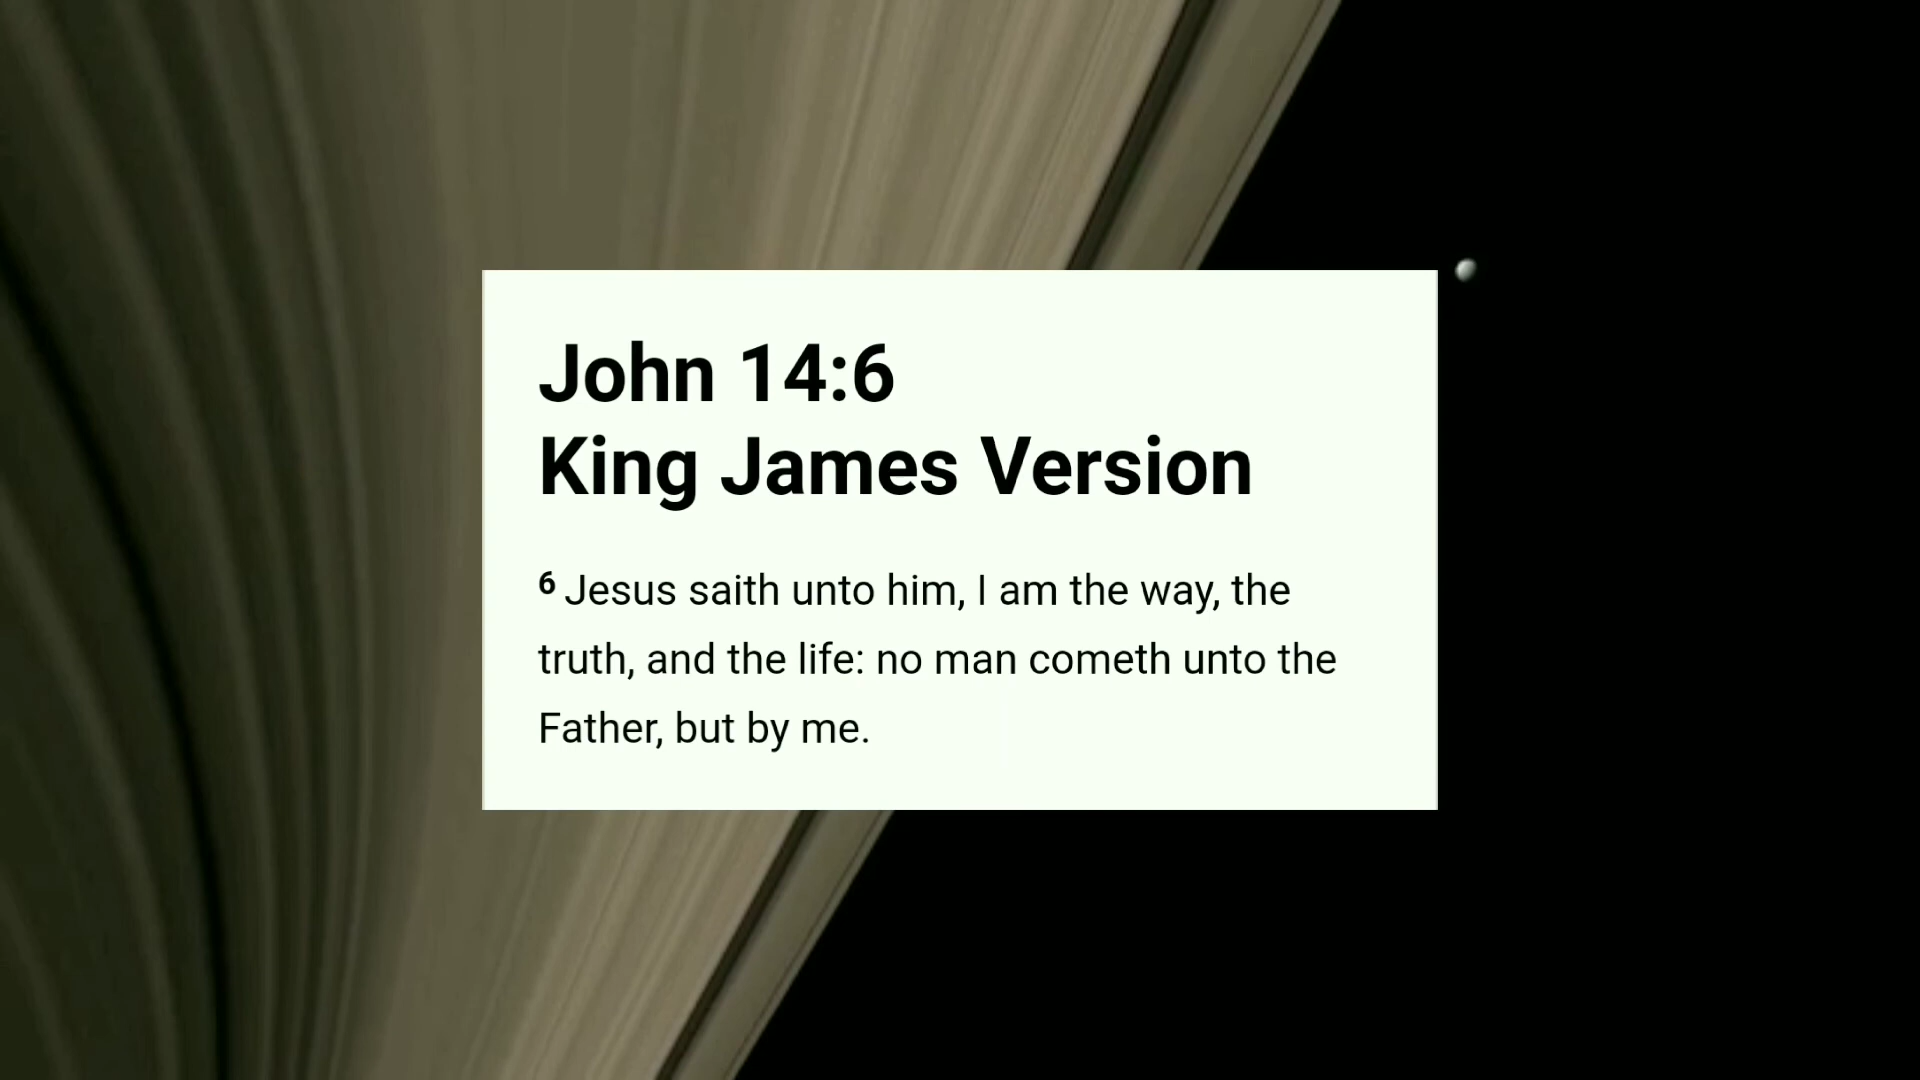 John 14:6
King James Version
6 Jesus saith unto him, I am the way, the
truth, and the life: no man cometh unto the
Father, but by me.